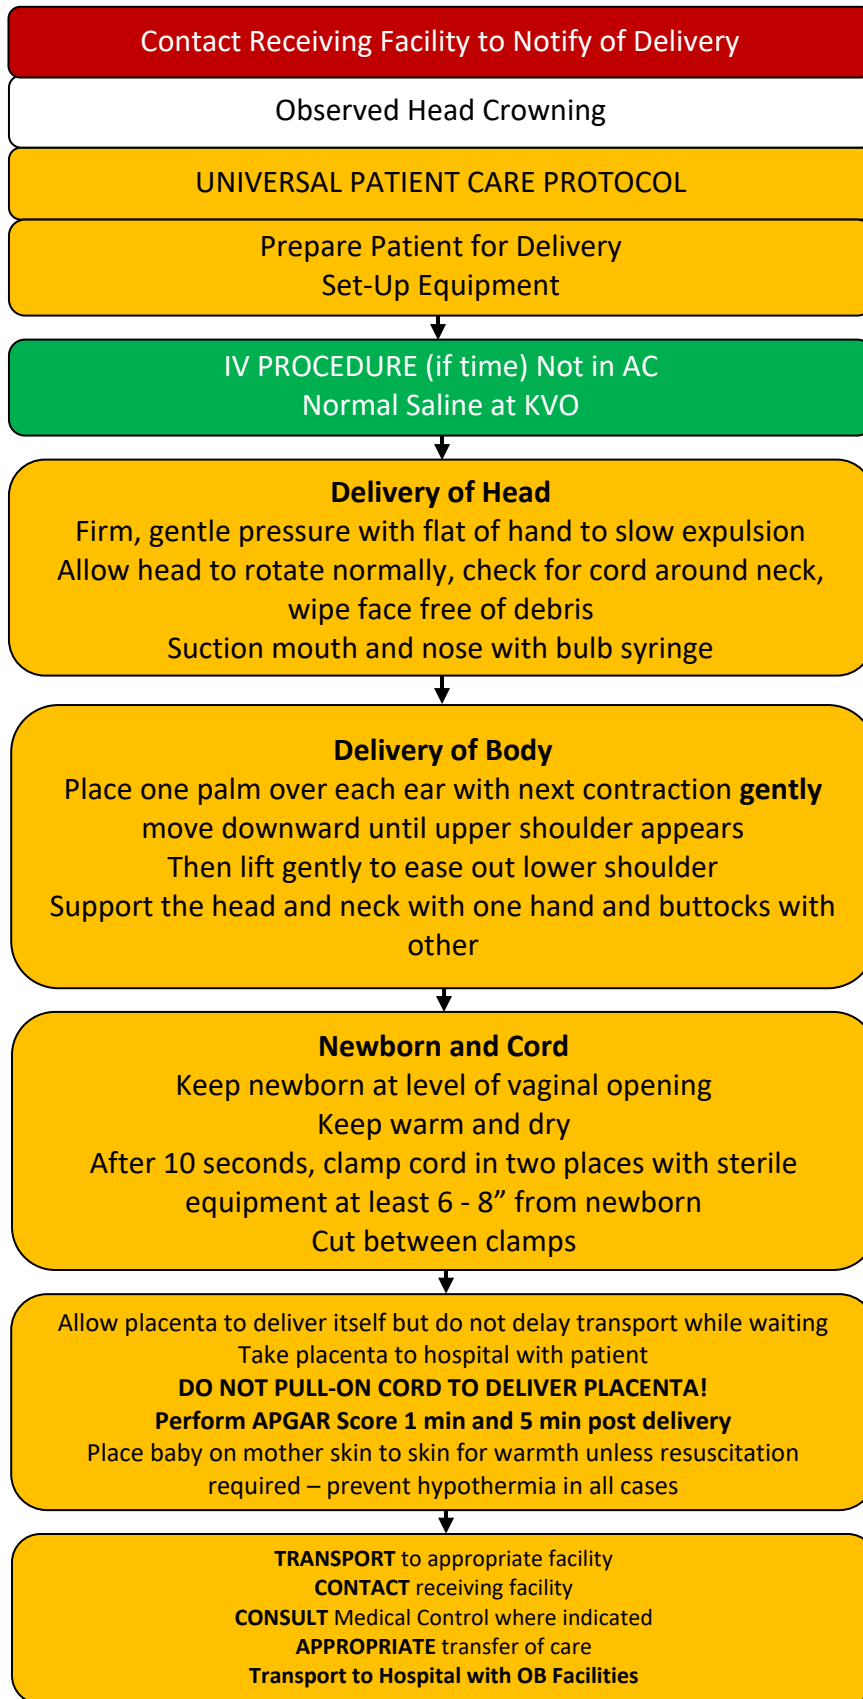 Contact Receiving Facility to Notify of Delivery
Observed Head Crowning
UNIVERSAL PATIENT CARE PROTOCOL
Prepare Patient for Delivery
Set-Up Equipment
IV PROCEDURE (if time) Not in AC
Normal Saline at KVO
Delivery of Head
Firm, gentle pressure with flat of hand to slow expulsion
Allow head to rotate normally, check for cord around neck,
wipe face free of debris
Suction mouth and nose with bulb syringe
Delivery of Body
Place one palm over each ear with next contraction gently
move downward until upper shoulder appears
Then lift gently to ease out lower shoulder
Support the head and neck with one hand and buttocks with
other
Newborn and Cord
Keep newborn at level of vaginal opening
Keep warm and dry
After 10 seconds, clamp cord in two places with sterile
equipment at least 6 - 8” from newborn
Cut between clamps
Allow placenta to deliver itself but do not delay transport while waiting
Take placenta to hospital with patient
DO NOT PULL-ON CORD TO DELIVER PLACENTA!
Perform APGAR Score 1 min and 5 min post delivery
Place baby on mother skin to skin for warmth unless resuscitation
required – prevent hypothermia in all cases
TRANSPORT to appropriate facility
CONTACT receiving facility
CONSULT Medical Control where indicated
APPROPRIATE transfer of care
Transport to Hospital with OB Facilities